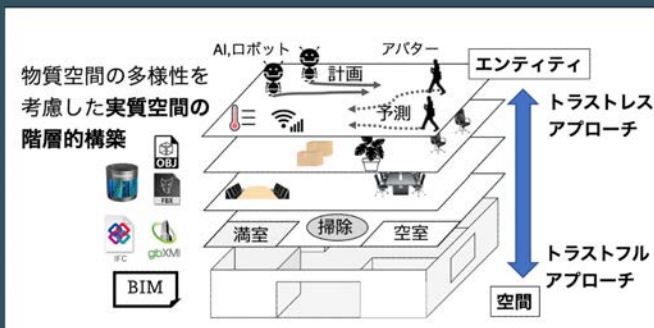 物質空間の多様性を
考慮した実質空間の
階層的構築
OBJ
FBX
IFC
gbXMl
BIM
AI,ロボット
アバター
計画
予測
満室
掃除
空室
エンティティ
トラストレス
アプローチ
トラストフル
アプローチ
空間